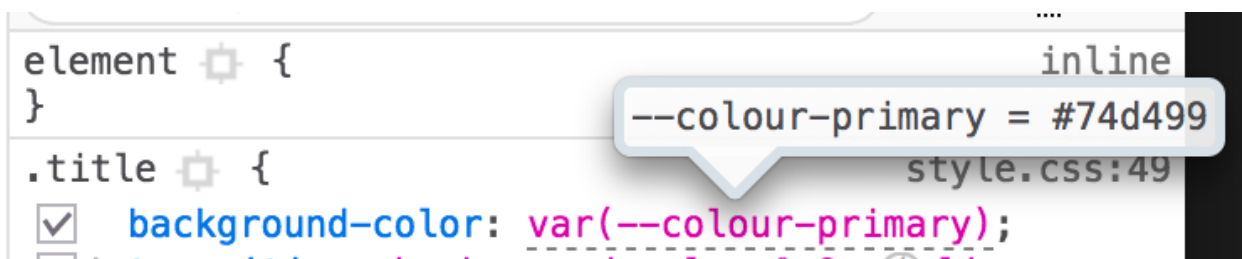 element {
inline
}
--colour-primary = #74d499
.title {
style.css:49
background-color: var(--colour-primary);